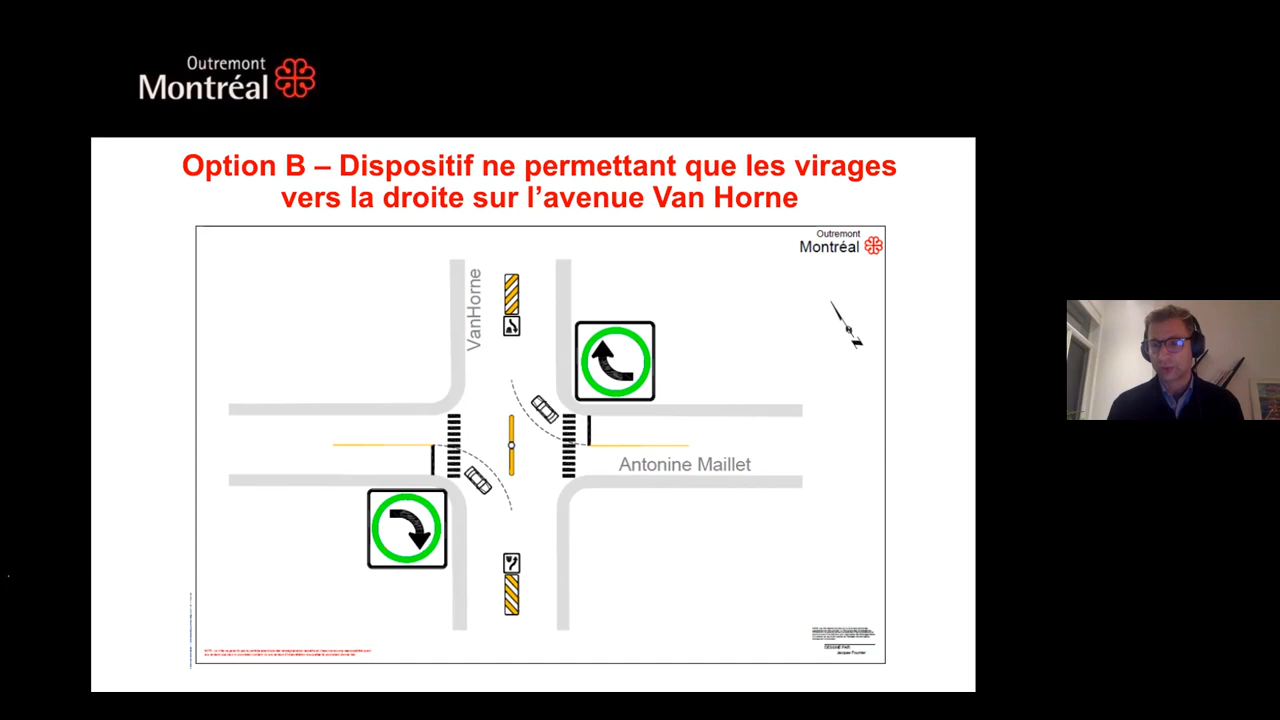 Outremont
Montréal
Option B – Dispositif ne permettant que les virages
vers la droite sur l’avenue Van Horne
Outremont
Montréal
VanHorne
Antonine Maillet